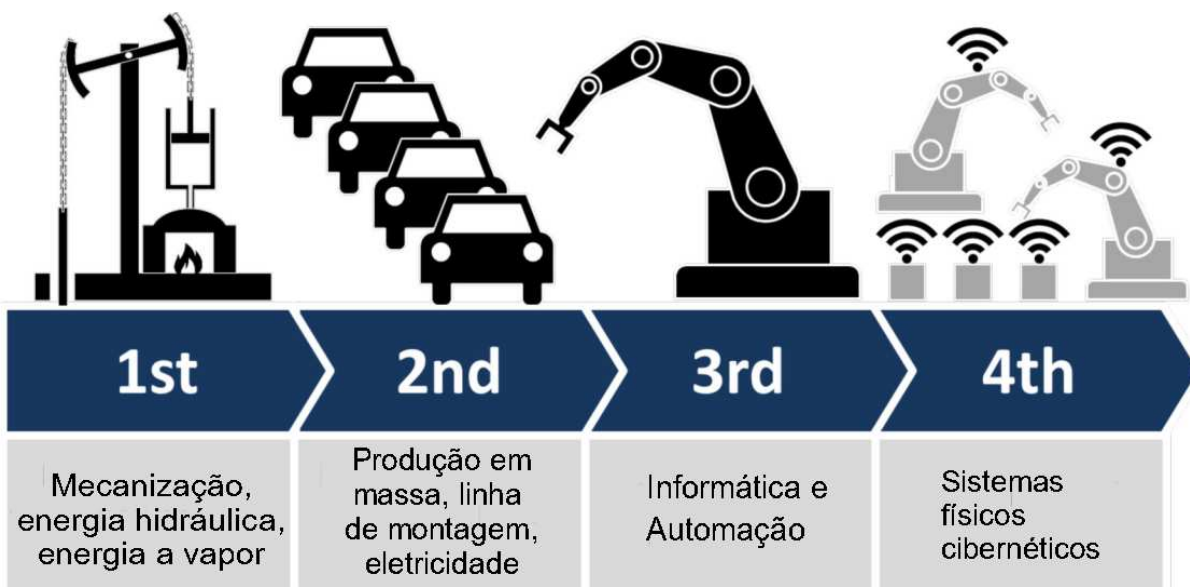 1st
2nd
3rd
4th
Mecanização,
energia hidráulica,
energia a vapor
Produção em
massa, linha
de montagem,
eletricidade
Informática e
Automação
Sistemas
físicos
cibernéticos